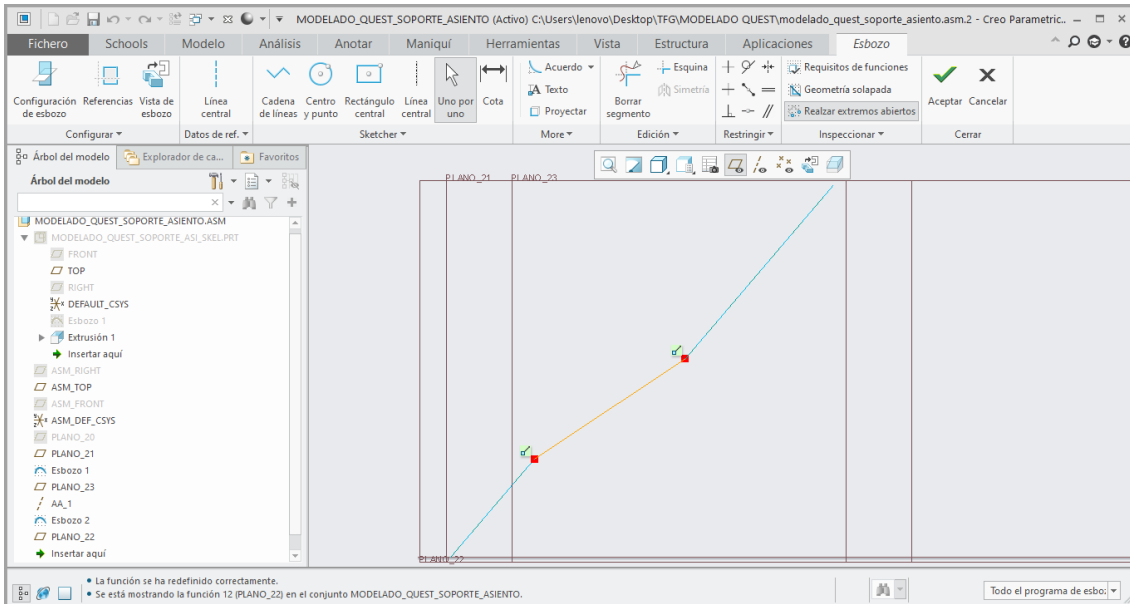 MODELADO_QUEST_SOPORTE_ASIENTO (Activo) C:\Users\lenovo\Desktop\TFG\MODELADO QUEST\modelado_quest_soporte_asiento.asm.2 - Creo Parametric..
Fichero Schools Modelo Análisis Anotar Maniquí Herramientas Vista Estructura Aplicaciones Esbozo
Configuración de esbozo
Referencias
Vista de esbozo
Configurar
Línea central
Datos de ref.
Cadena de líneas
Centro y punto
Rectángulo central
Línea central
Uno por uno
Cota
Sketcher
Acuerdo
Texto
Proyectar
More
Borrar segmento
Esquina
Simetría
Edición
Restringir
Requisitos de funciones
Geometría solapada
Realzar extremos abiertos
Inspeccionar
Aceptar
Cancelar
Cerrar
Árbol del modelo Explorador de ca... Favoritos
Árbol del modelo
MODELADO_QUEST_SOPORTE_ASIENTO.ASM
MODELADO_QUEST_SOPORTE_ASI_SKEL.PRT
FRONT
TOP
RIGHT
DEFAULT_CSYS
Esbozo 1
Extrusión 1
Insertar aquí
ASM_RIGHT
ASM_TOP
ASM_FRONT
ASM_DEF_CSYS
PLANO_20
PLANO_21
Esbozo 1
PLANO_23
AA_1
Esbozo 2
PLANO_22
Insertar aquí
PLANO_21 PLANO_23
PLANO_22
• La función se ha redefinido correctamente.
• Se está mostrando la función 12 (PLANO_22) en el conjunto MODELADO_QUEST_SOPORTE_ASIENTO.
Todo el programa de esbo: